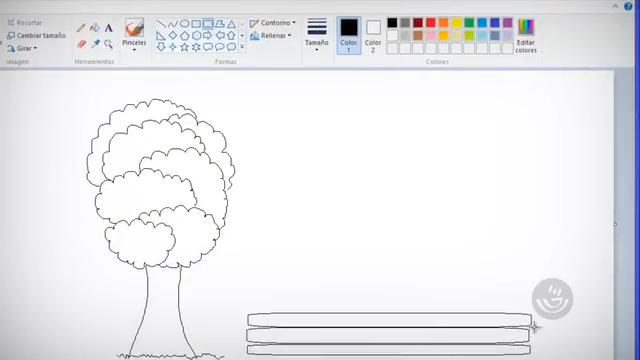 Recortar
Cambiar tamaño
Girar
imagen
Pinceles
Herramientas
Contorno
Rellenar
Formas
Tamaño
Color
1
Color
2
Editar
colores
Colores